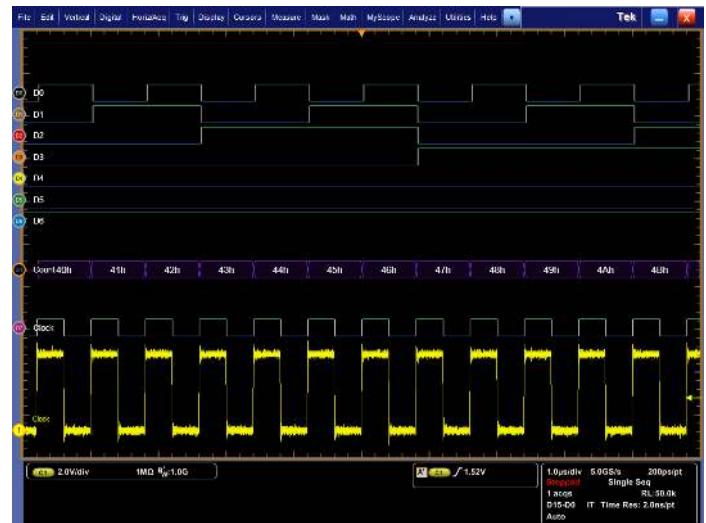 File Edit Vertical Digital Horiz/Acq Trig Display Cursors Measure Mask Math MyScope Analyze Utilities Help Tek X
D0
D1
D2
D3
D4
D5
D6
Count 40h 41h 42h 43h 44h 45h 46h 47h 48h 49h 4Ah 4Bh
Clock
Clock
C1 2.0V/div 1MΩ 1.0G A' C1 1.52V 1.0µs/div 5.0GS/s 200ps/pt
Stopped Single Seq
1 acqs RL:50.0k
D15-D0 IT Time Res: 2.0ns/pt
Auto